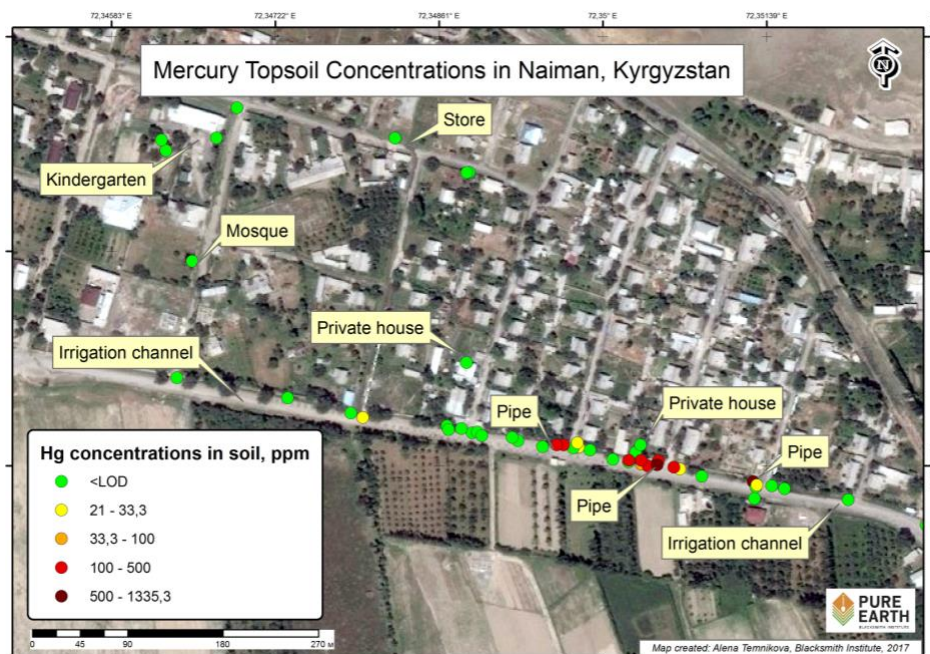 72,34583° E
72,34722° E
72,34861° E
72,35° E
72,35139° E
Mercury Topsoil Concentrations in Naiman, Kyrgyzstan
N
Store
Kindergarten
Mosque
Private house
Irrigation channel
Pipe
Private house
Pipe
Pipe
Irrigation channel
Hg concentrations in soil, ppm
<LOD
21 - 33,3
33,3 - 100
100 - 500
500 - 1335,3
0 45 90 180 270 м
PURE
EARTH
BLACKSMITH INSTITUTE
Map created: Alena Temnikova, Blacksmith Institute, 2017